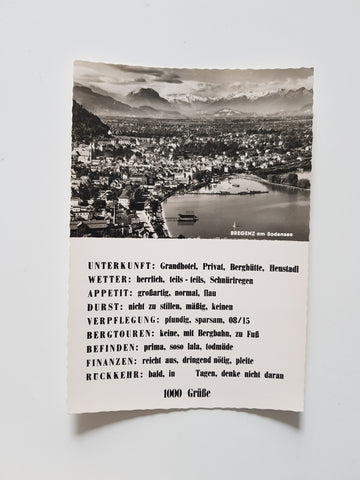 BREGENZ am Bodensee
UNTERKUNFT: Grandhotel, Privat, Berghütte, Heustadl
WETTER: herrlich, teils - teils, Schnürlregen
APPETIT: großartig, normal, flau
DURST: nicht zu stillen, mäßig, keinen
VERPFLEGUNG: pfundig, sparsam, 08/15
BERGTOUREN: keine, mit Bergbahn, zu Fuß
BEFINDEN: prima, soso lala, todmüde
FINANZEN: reicht aus, dringend nötig, pleite
RÜCKKEHR: bald, in Tagen, denke nicht daran
1000 Grüße